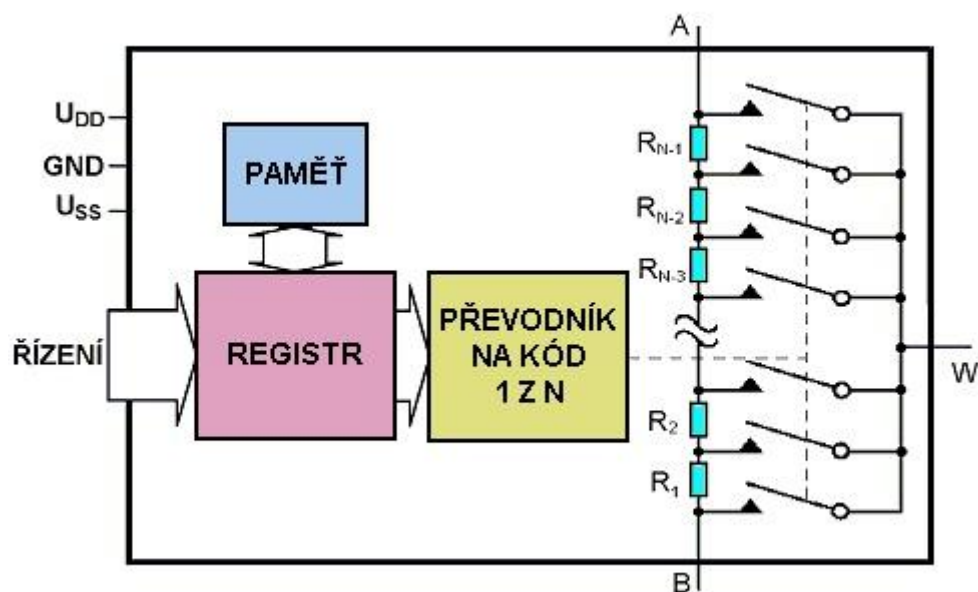 A
U_DD
GND
U_SS
PAMĚŤ
ŘÍZENÍ
REGISTR
PŘEVODNÍK
NA KÓD
1 Z N
R_N-1
R_N-2
R_N-3
R_2
R_1
W
B